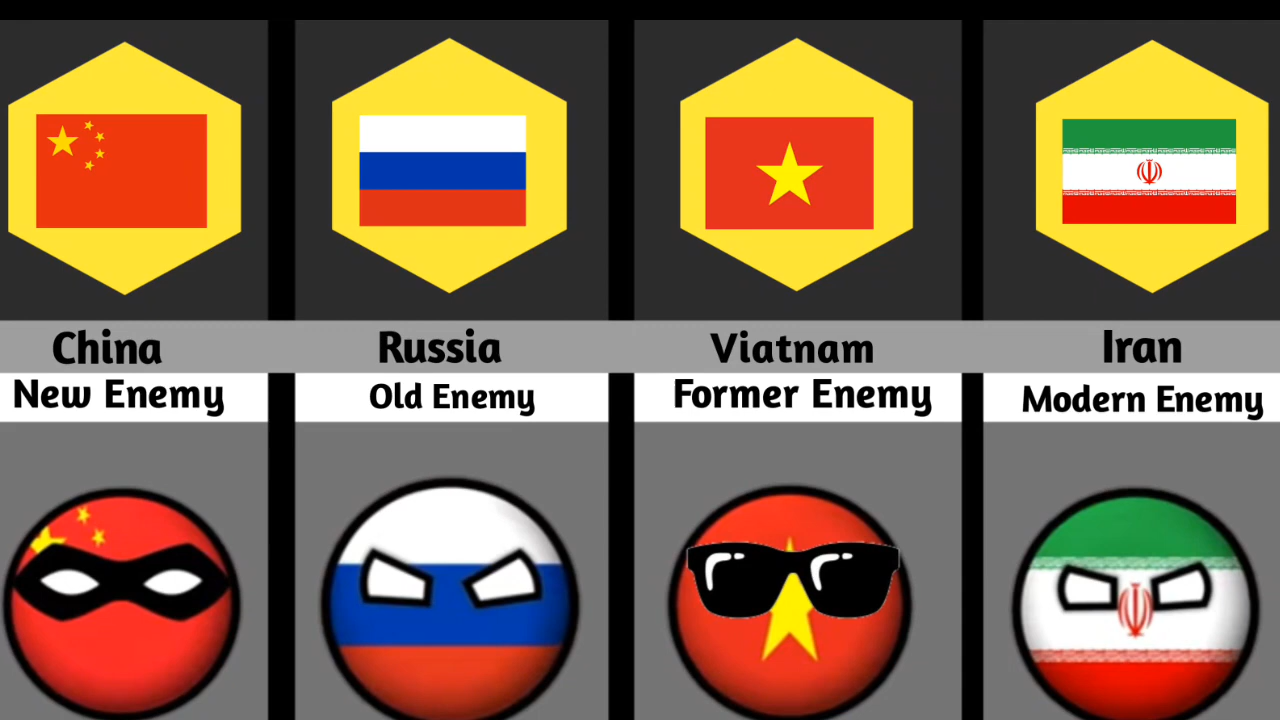 China
New Enemy
Russia
Old Enemy
Viatnam
Former Enemy
Iran
Modern Enemy